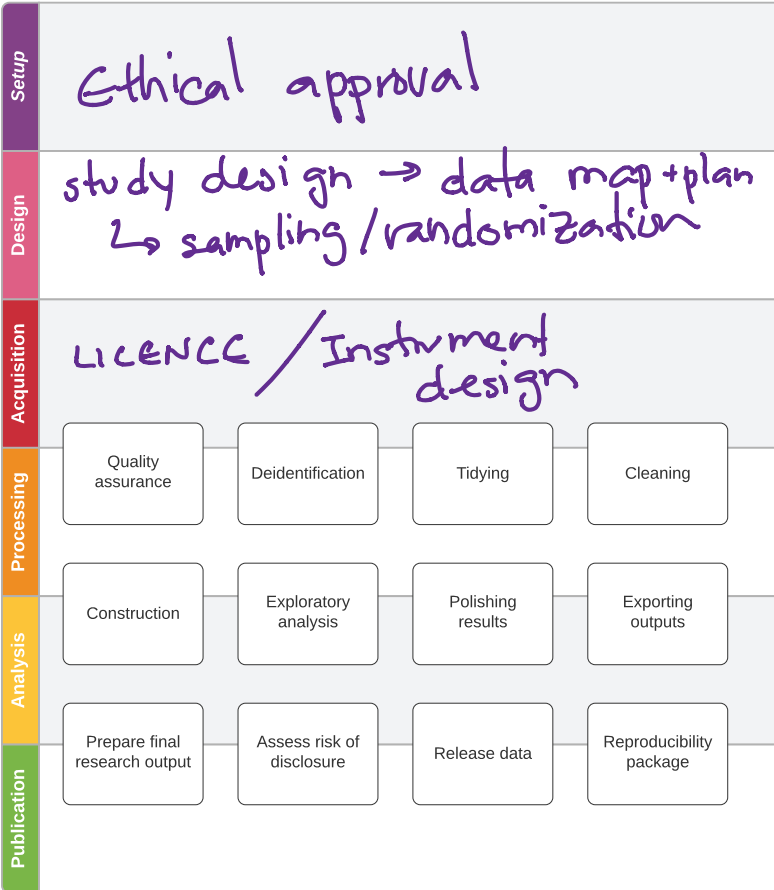 Setup
Ethical approval
Design
study design → data map + plan
↳ sampling / randomization
Acquisition
LICENCE / Instrument
design
Processing
Quality
assurance
Deidentification
Tidying
Cleaning
Analysis
Construction
Exploratory
analysis
Polishing
results
Exporting
outputs
Publication
Prepare final
research output
Assess risk of
disclosure
Release data
Reproducibility
package